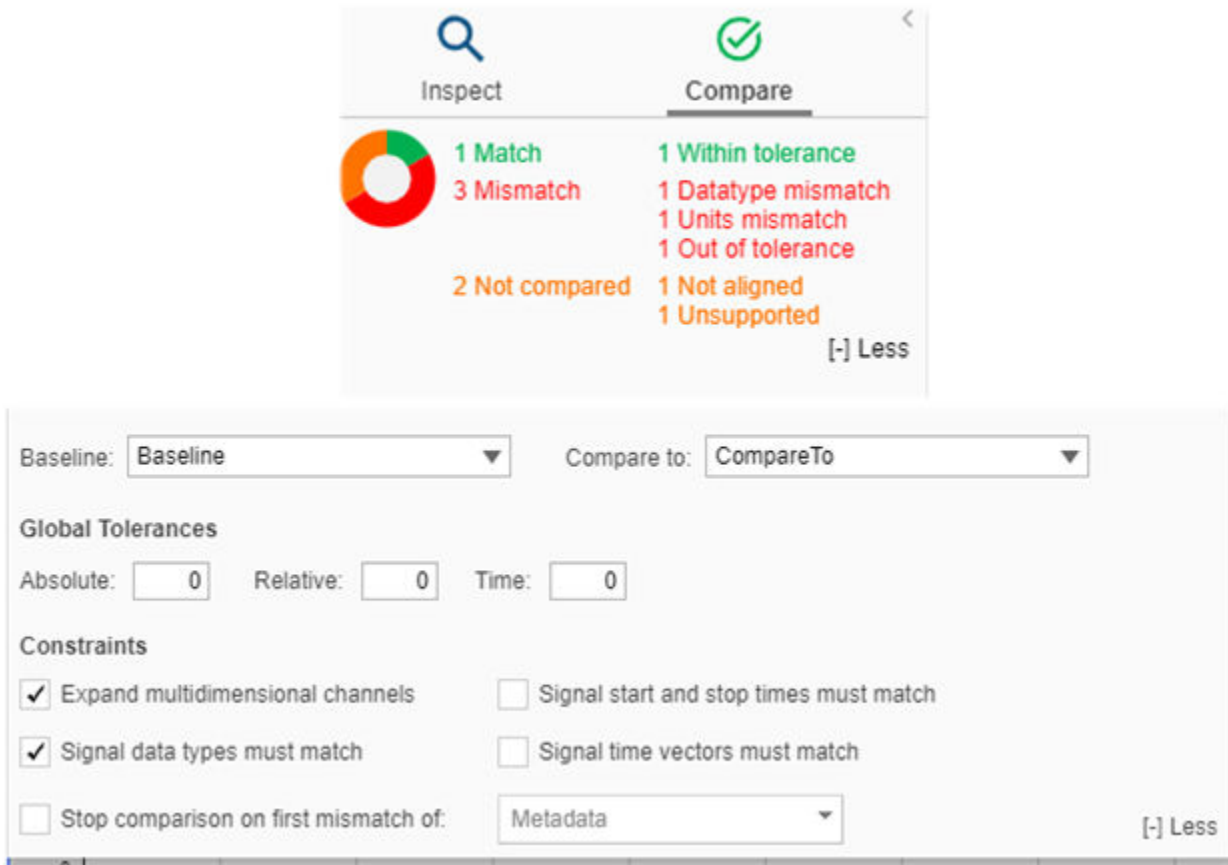 Inspect Compare
1 Match 1 Within tolerance
3 Mismatch 1 Datatype mismatch
1 Units mismatch
1 Out of tolerance
2 Not compared 1 Not aligned
1 Unsupported
[-] Less
Baseline: Baseline Compare to: CompareTo
Global Tolerances
Absolute: 0 Relative: 0 Time: 0
Constraints
Expand multidimensional channels Signal start and stop times must match
Signal data types must match Signal time vectors must match
Stop comparison on first mismatch of: Metadata [-] Less